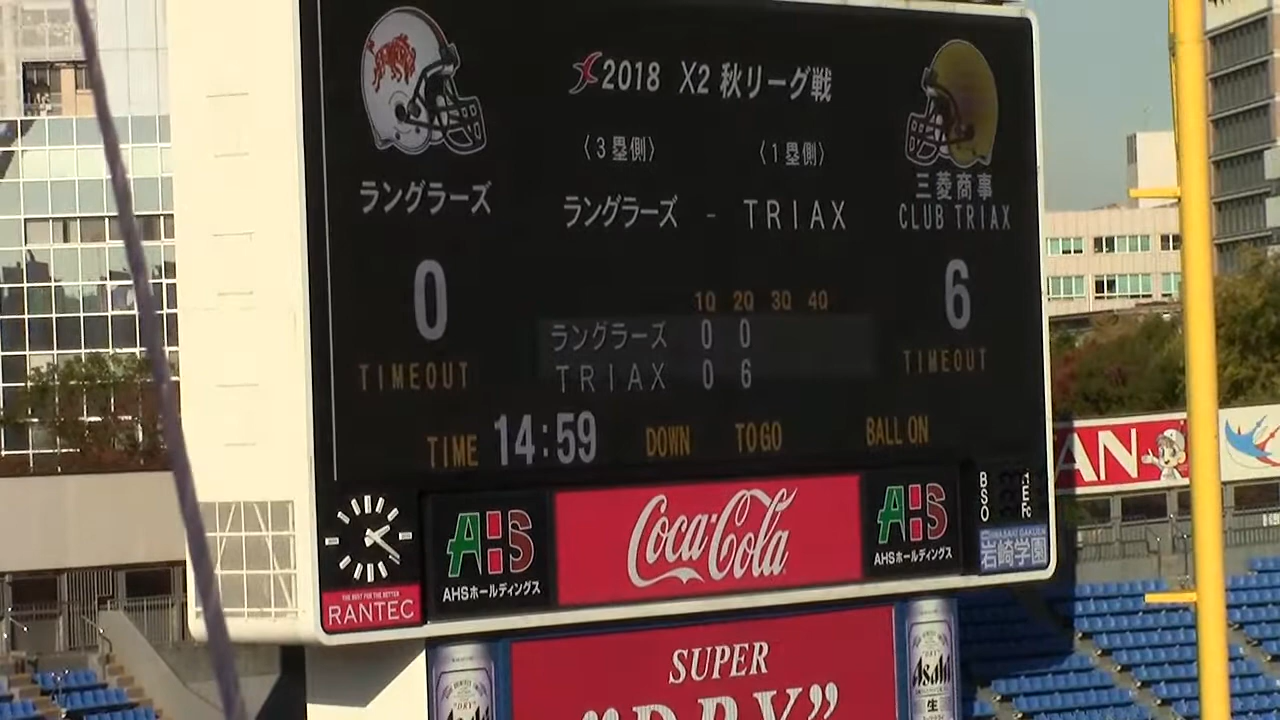 2018 X2 秋リーグ戦
〈3塁側〉 〈1塁側〉
ラングラーズ
ラングラーズ - TRIAX
三菱商事
CLUB TRIAX
0
6
1Q 2Q 3Q 4Q
ラングラーズ 0 0
TRIAX 0 6
TIMEOUT
TIMEOUT
TIME 14:59 DOWN TOGO BALL ON
B
S
O
RANTEC
AHS
AHSホールディングス
Coca-Cola
AHS
AHSホールディングス
岩崎学園
AN
SUPER
"DRY"
Asahi
Asahi
生